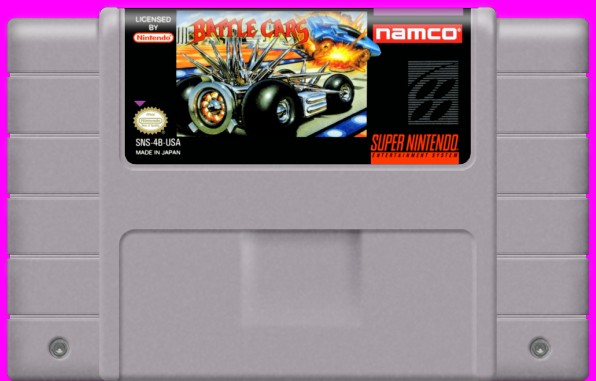 LICENSED
BY
Nintendo
BATTLE CARS
namco
SNS-4B-USA
MADE IN JAPAN
SUPER NINTENDO
ENTERTAINMENT SYSTEM